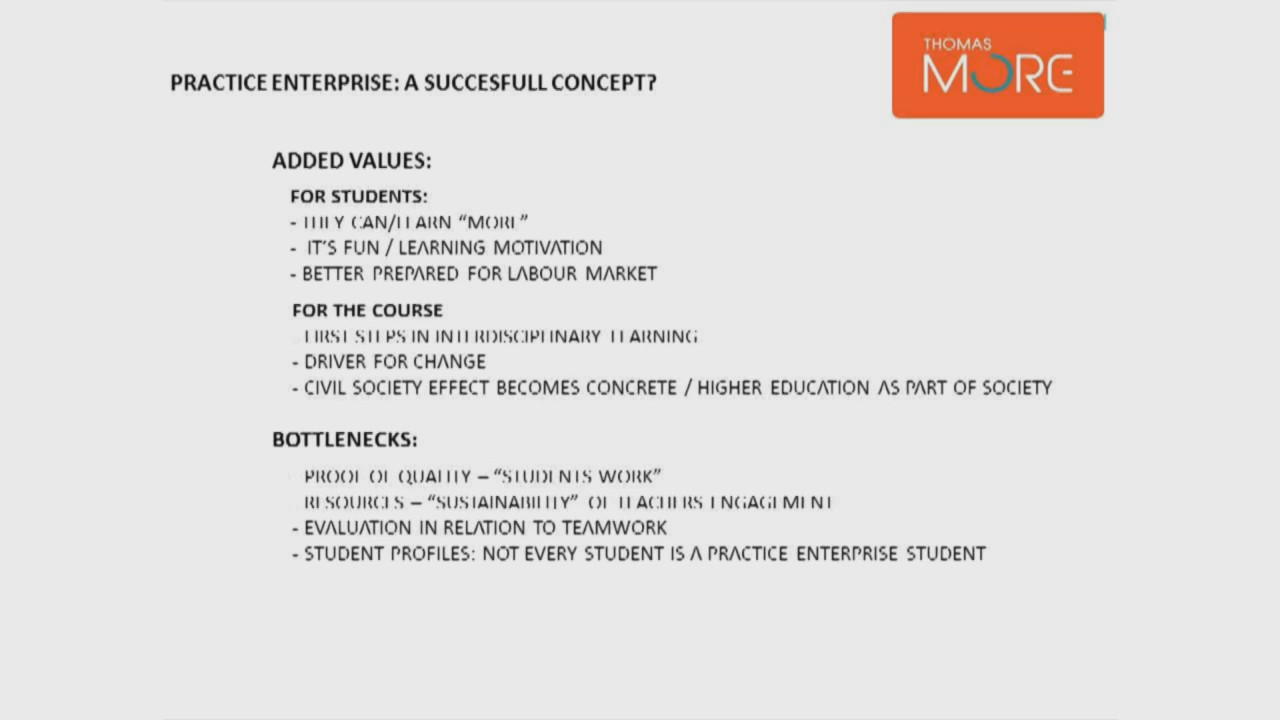 THOMAS
MORE
PRACTICE ENTERPRISE: A SUCCESFULL CONCEPT?
ADDED VALUES:
FOR STUDENTS:
- THEY CAN/LEARN “MORE”
- IT’S FUN / LEARNING MOTIVATION
- BETTER PREPARED FOR LABOUR MARKET
FOR THE COURSE
FIRST STEPS IN INTERDISCIPLINARY LEARNING
- DRIVER FOR CHANGE
- CIVIL SOCIETY EFFECT BECOMES CONCRETE / HIGHER EDUCATION AS PART OF SOCIETY
BOTTLENECKS:
PROOF OF QUALITY – “STUDENTS WORK”
RESOURCES – “SUSTAINABILITY” OF TEACHERS ENGAGEMENT
- EVALUATION IN RELATION TO TEAMWORK
- STUDENT PROFILES: NOT EVERY STUDENT IS A PRACTICE ENTERPRISE STUDENT